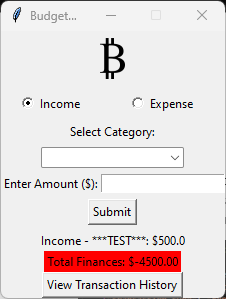 Budget...
₿
Income Expense
Select Category:
Enter Amount ($):
Submit
Income - ***TEST***: $500.0
Total Finances: $-4500.00
View Transaction History